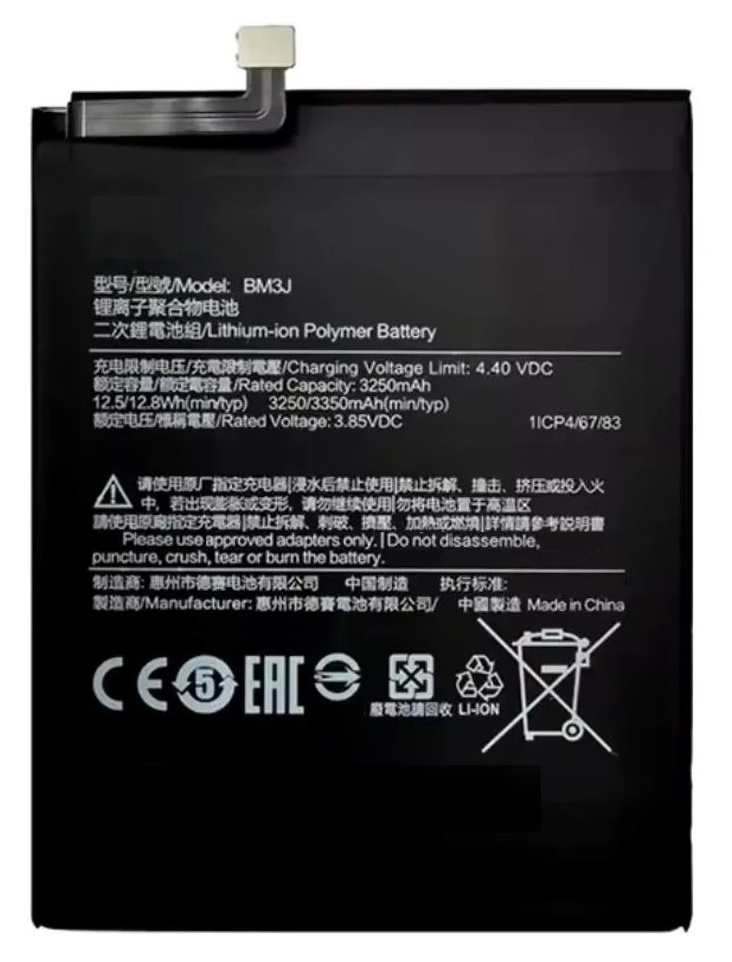 型号/型號/Model: BM3J
锂离子聚合物电池
二次鋰電池組/Lithium-ion Polymer Battery
充电限制电压/充電限制電壓/Charging Voltage Limit: 4.40 VDC
额定容量/額定電容量/Rated Capacity: 3250mAh
12.5/12.8Wh(min/typ) 3250/3350mAh(min/typ)
额定电压/標稱電壓/Rated Voltage: 3.85VDC 1ICP4/67/83
请使用原厂指定充电器|浸水后禁止使用|禁止拆解、撞击、挤压或投入火
中，若出现膨胀或变形，请勿继续使用|勿将电池置于高温区
請使用原廠指定充電器|禁止拆解、刺破、擠壓、加熱或燃燒|詳情請參考説明書
Please use approved adapters only. | Do not disassemble,
puncture, crush, tear or burn the battery.
制造商: 惠州市德赛电池有限公司 中国制造 执行标准:
製造商/Manufacturer: 惠州市德賽電池有限公司/ 中國製造 Made in China
CE 5 EAC
廢電池請回收 LI-ION